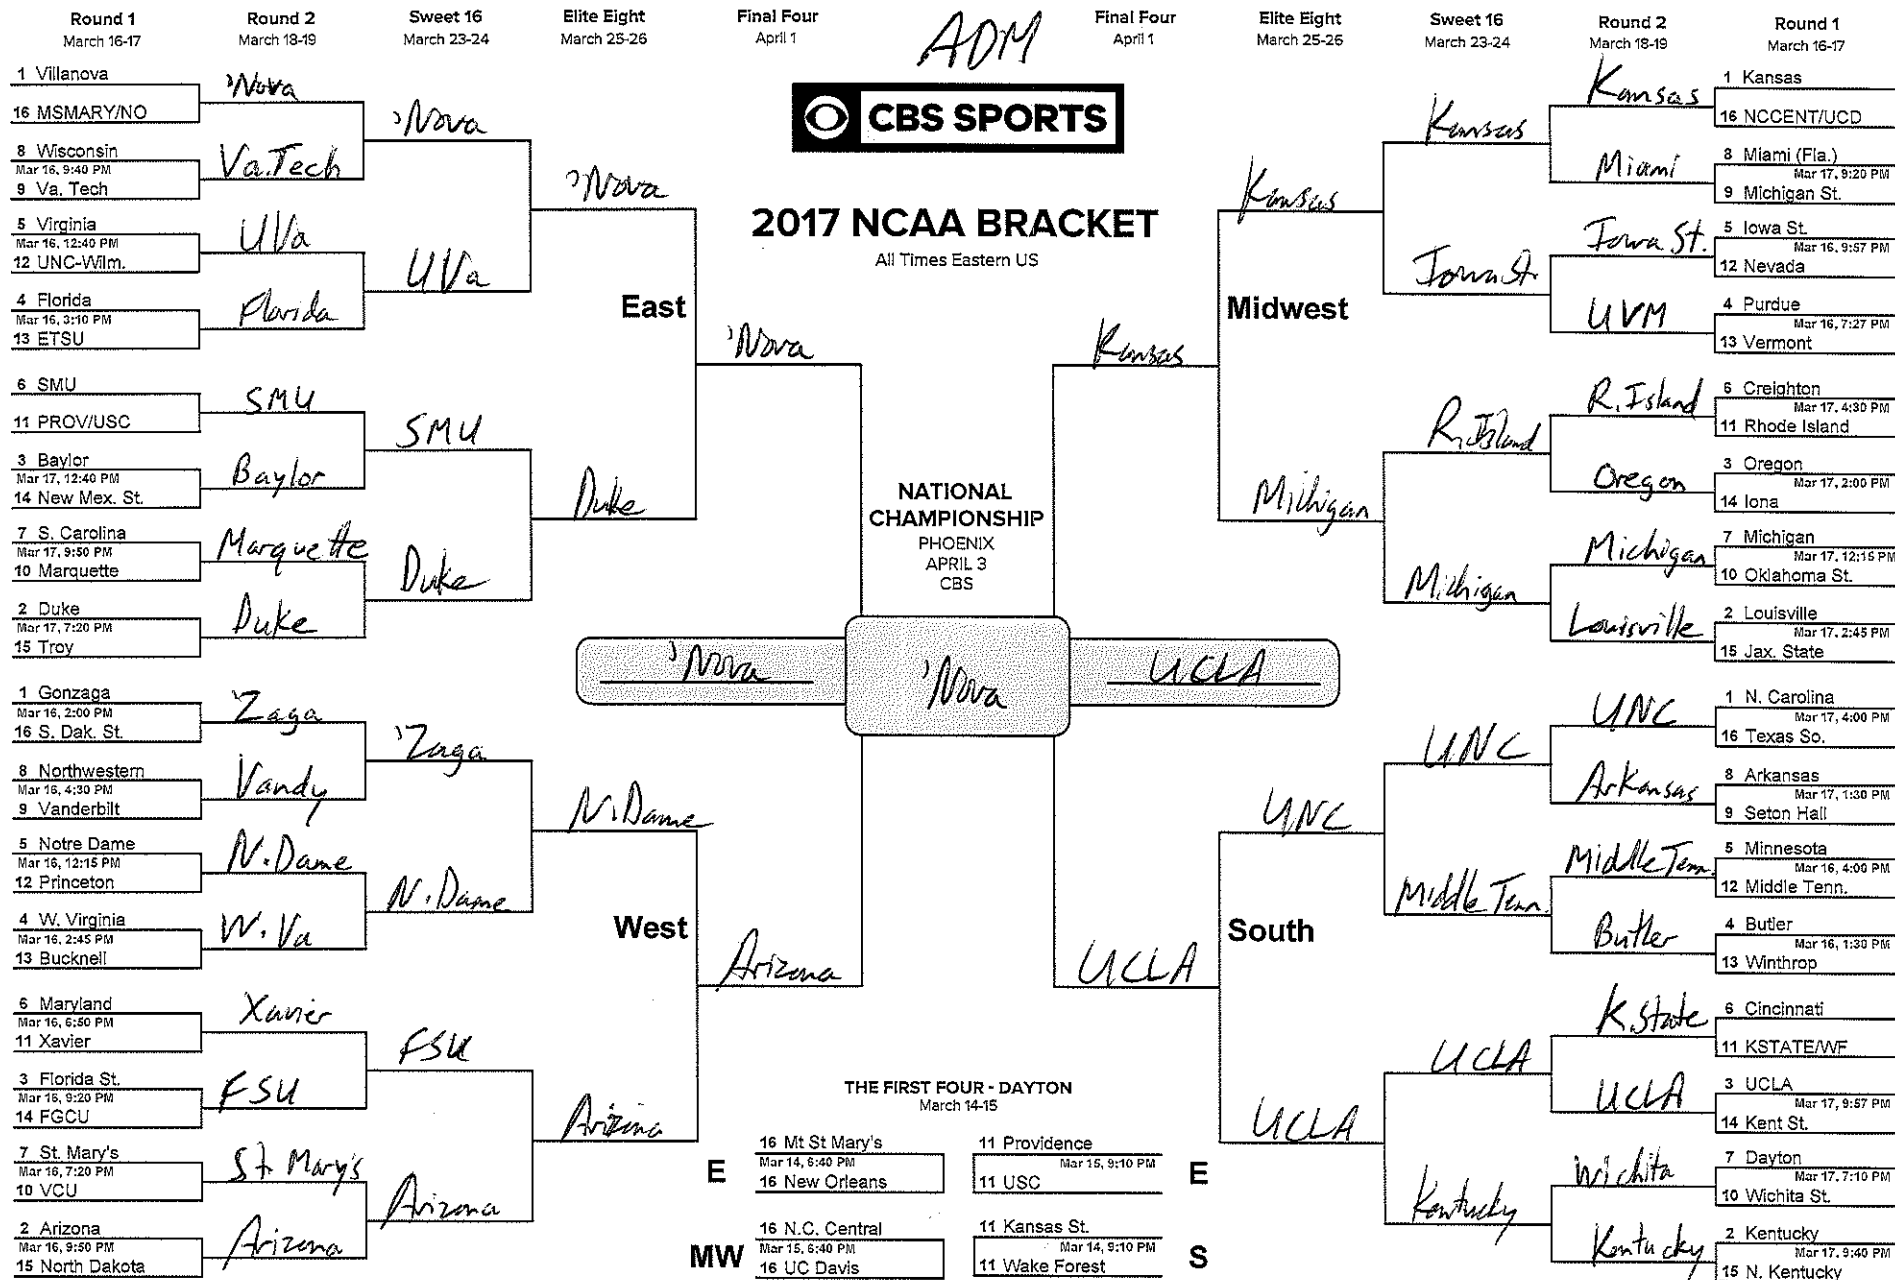 Round 1
March 16-17
Round 2
March 18-19
Sweet 16
March 23-24
Elite Eight
March 25-26
Final Four
April 1
ADM
Final Four
April 1
Elite Eight
March 25-26
Sweet 16
March 23-24
Round 2
March 18-19
Round 1
March 16-17
CBS SPORTS
2017 NCAA BRACKET
All Times Eastern US
1 Villanova
16 MSMARY/NO
8 Wisconsin
Mar 16, 9:40 PM
9 Va. Tech
5 Virginia
Mar 16, 12:40 PM
12 UNC-Wilm.
4 Florida
Mar 16, 3:10 PM
13 ETSU
6 SMU
11 PROV/USC
3 Baylor
Mar 17, 12:40 PM
14 New Mex. St.
7 S. Carolina
Mar 17, 9:50 PM
10 Marquette
2 Duke
Mar 17, 7:20 PM
15 Troy
'Nova
Va.Tech
UVa
Florida
SMU
Baylor
Marquette
Duke
'Nova
UVa
SMU
Duke
'Nova
Duke
East
'Nova
1 Gonzaga
Mar 16, 2:00 PM
16 S. Dak. St.
8 Northwestern
Mar 16, 4:30 PM
9 Vanderbilt
5 Notre Dame
Mar 16, 12:15 PM
12 Princeton
4 W. Virginia
Mar 16, 2:45 PM
13 Bucknell
6 Maryland
Mar 16, 6:50 PM
11 Xavier
3 Florida St.
Mar 16, 9:20 PM
14 FGCU
7 St. Mary's
Mar 16, 7:20 PM
10 VCU
2 Arizona
Mar 16, 9:50 PM
15 North Dakota
'Zaga
Vandy
N. Dame
W. Va
Xavier
FSU
St. Mary's
Arizona
'Zaga
N. Dame
FSU
Arizona
N. Dame
Arizona
West
Arizona
NATIONAL
CHAMPIONSHIP
PHOENIX
APRIL 3
CBS
'Nova
'Nova
UCLA
Kansas
Midwest
Kansas
Michigan
Kansas
Iowa St.
R. Island
Michigan
Kansas
Miami
Iowa St.
UVM
R. Island
Oregon
Michigan
Louisville
1 Kansas
16 NCCENT/UCD
8 Miami (Fla.)
Mar 17, 9:20 PM
9 Michigan St.
5 Iowa St.
Mar 16, 9:57 PM
12 Nevada
4 Purdue
Mar 16, 7:27 PM
13 Vermont
6 Creighton
Mar 17, 4:30 PM
11 Rhode Island
3 Oregon
Mar 17, 2:00 PM
14 Iona
7 Michigan
Mar 17, 12:15 PM
10 Oklahoma St.
2 Louisville
Mar 17, 2:45 PM
15 Jax. State
UCLA
South
UNC
UCLA
UNC
Middle Tenn.
UCLA
Kentucky
UNC
Arkansas
Middle Tenn.
Butler
K. State
UCLA
Wichita
Kentucky
1 N. Carolina
Mar 17, 4:00 PM
16 Texas So.
8 Arkansas
Mar 17, 1:30 PM
9 Seton Hall
5 Minnesota
Mar 16, 4:00 PM
12 Middle Tenn.
4 Butler
Mar 16, 1:30 PM
13 Winthrop
6 Cincinnati
11 KSTATE/WF
3 UCLA
Mar 17, 9:57 PM
14 Kent St.
7 Dayton
Mar 17, 7:10 PM
10 Wichita St.
2 Kentucky
Mar 17, 9:40 PM
15 N. Kentucky
THE FIRST FOUR - DAYTON
March 14-15
E
16 Mt St Mary's
Mar 14, 6:40 PM
16 New Orleans
11 Providence
Mar 15, 9:10 PM
11 USC
E
MW
16 N.C. Central
Mar 15, 6:40 PM
16 UC Davis
11 Kansas St.
Mar 14, 9:10 PM
11 Wake Forest
S